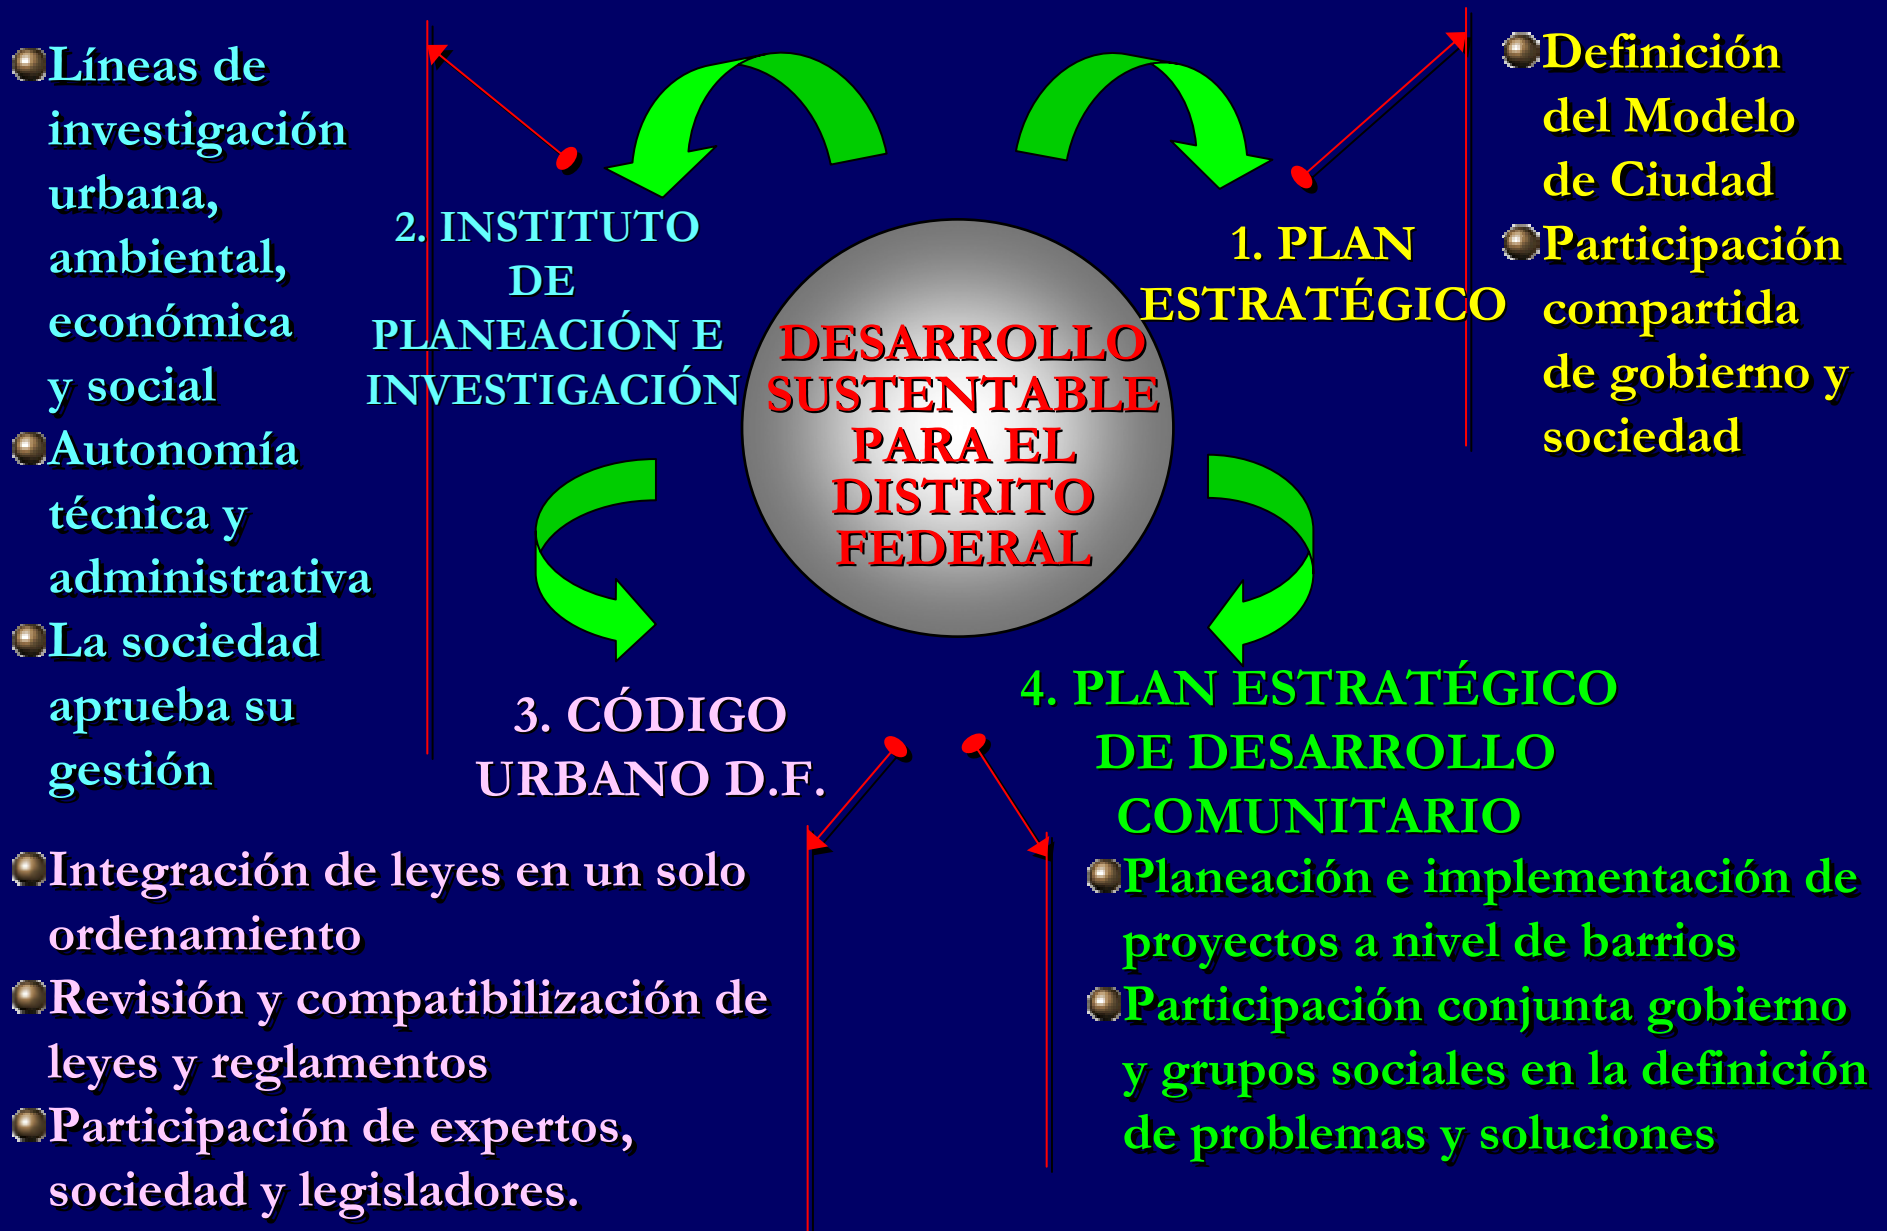 DESARROLLO
SUSTENTABLE
PARA EL
DISTRITO
FEDERAL
1. PLAN
ESTRATÉGICO
Definición
del Modelo
de Ciudad
Participación
compartida
de gobierno y
sociedad
2. INSTITUTO
DE
PLANEACIÓN E
INVESTIGACIÓN
Líneas de
investigación
urbana,
ambiental,
económica
y social
Autonomía
técnica y
administrativa
La sociedad
aprueba su
gestión
3. CÓDIGO
URBANO D.F.
Integración de leyes en un solo
ordenamiento
Revisión y compatibilización de
leyes y reglamentos
Participación de expertos,
sociedad y legisladores.
4. PLAN ESTRATÉGICO
DE DESARROLLO
COMUNITARIO
Planeación e implementación de
proyectos a nivel de barrios
Participación conjunta gobierno
y grupos sociales en la definición
de problemas y soluciones